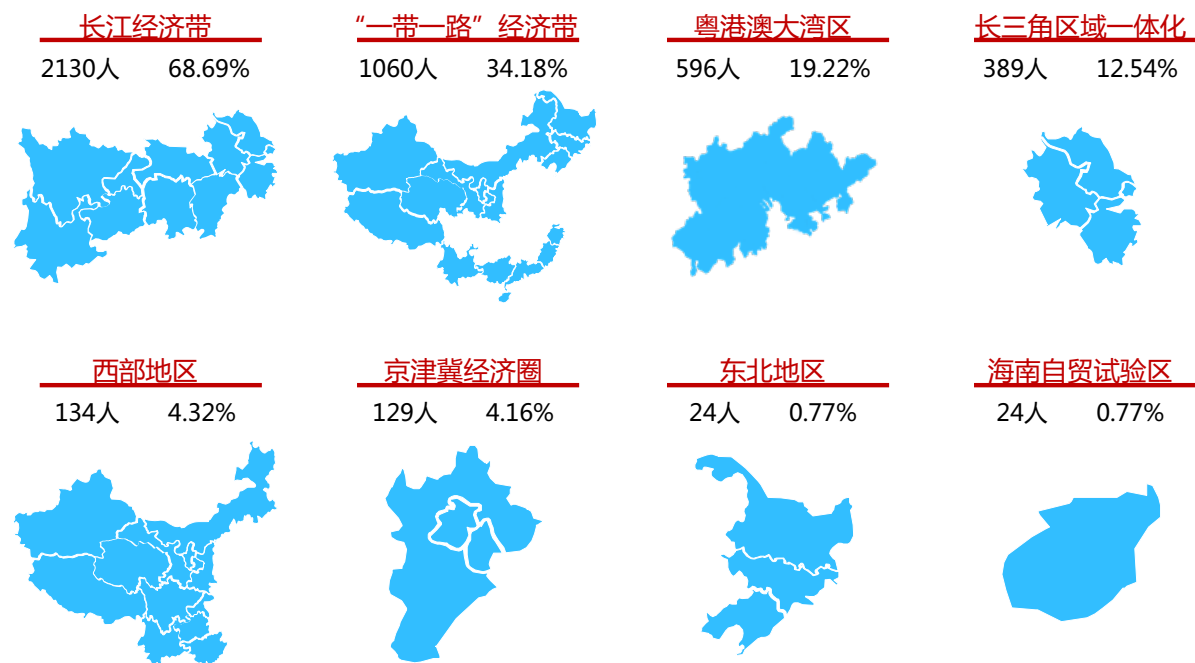 长江经济带
2130人 68.69%
“一带一路”经济带
1060人 34.18%
粤港澳大湾区
596人 19.22%
长三角区域一体化
389人 12.54%
西部地区
134人 4.32%
京津冀经济圈
129人 4.16%
东北地区
24人 0.77%
海南自贸试验区
24人 0.77%